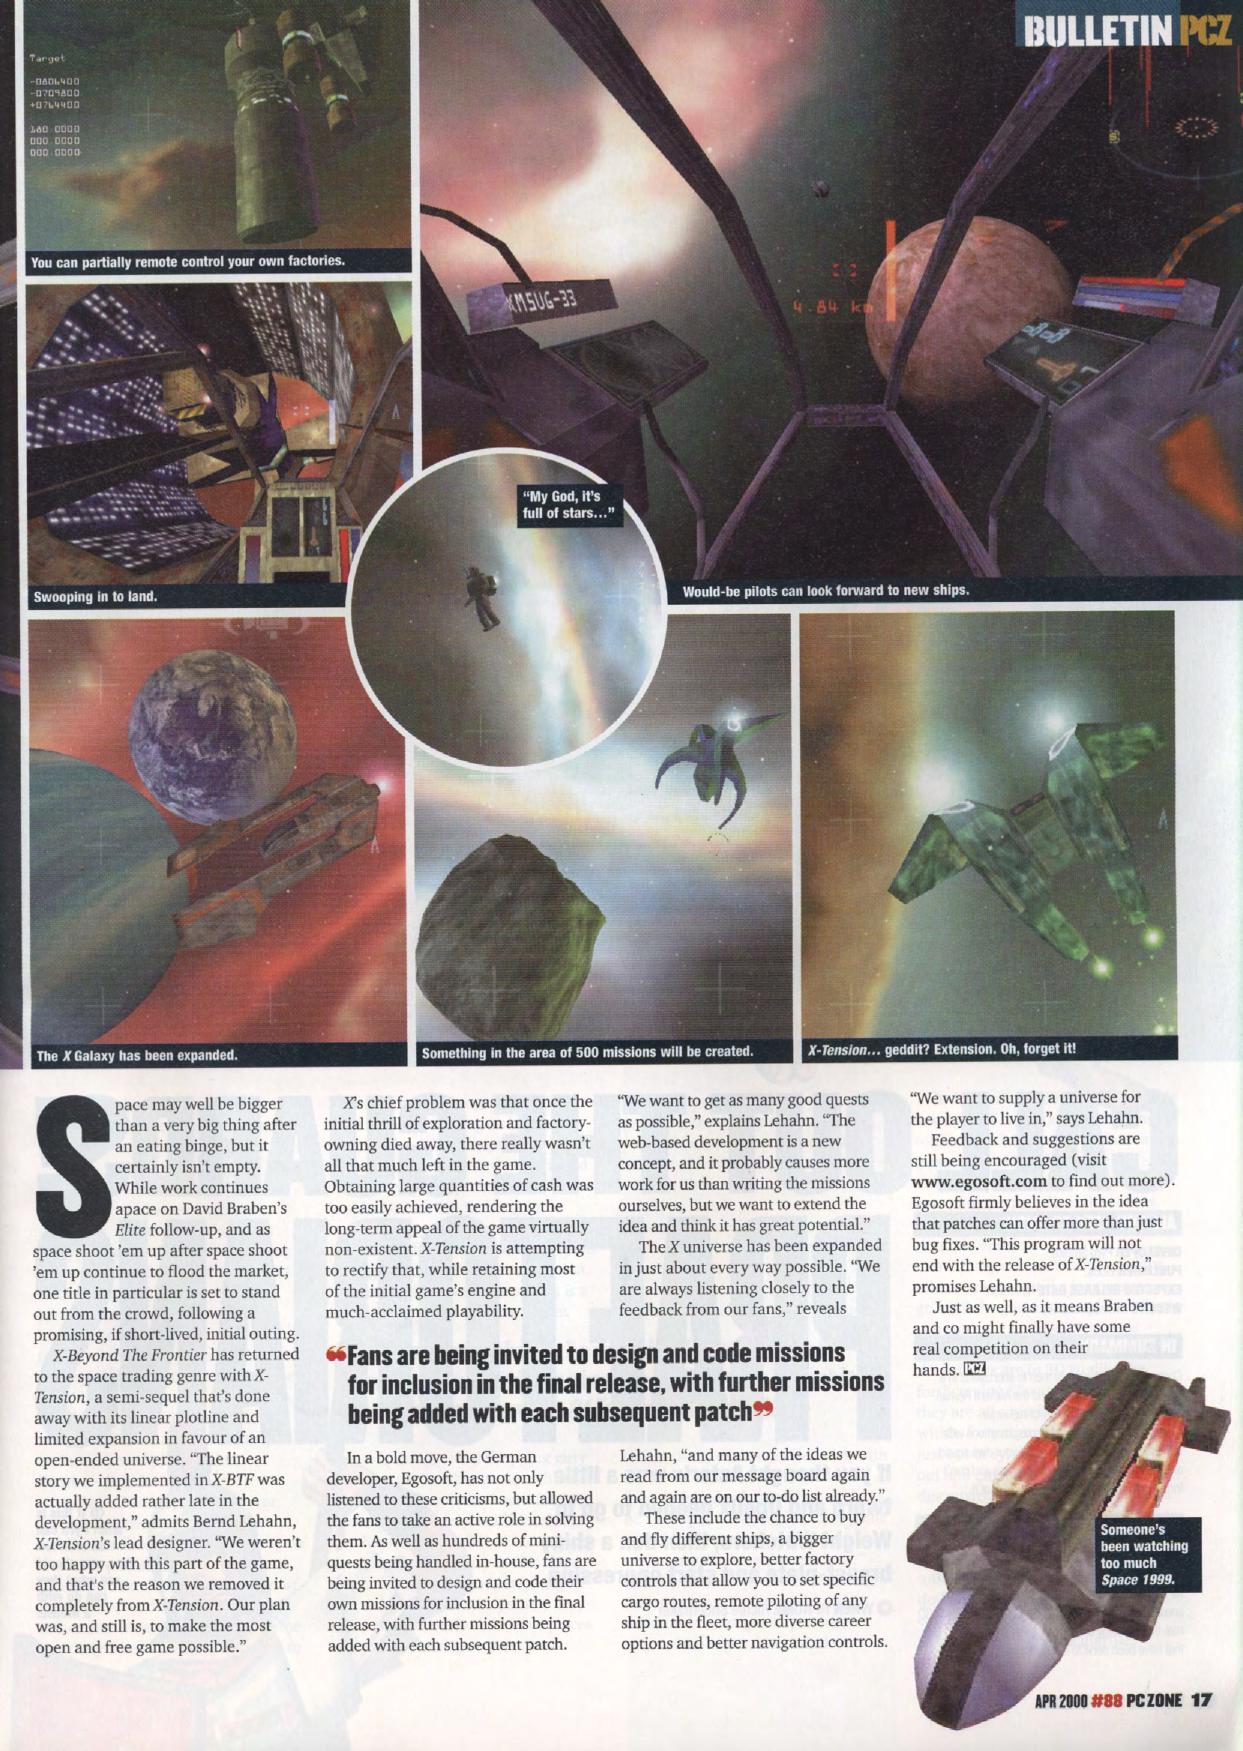 BULLETIN PCZ
Target
-0806400
-0709800
+0764400
180.0000
000.0000
000.0000
You can partially remote control your own factories.
KMSUG-33
4.84 km
Swooping in to land.
"My God, it's
full of stars..."
Would-be pilots can look forward to new ships.
The X Galaxy has been expanded.
Something in the area of 500 missions will be created.
X-Tension... geddit? Extension. Oh, forget it!
Space may well be bigger
than a very big thing after
an eating binge, but it
certainly isn't empty.
While work continues
apace on David Braben's
Elite follow-up, and as
space shoot 'em up after space shoot
'em up continue to flood the market,
one title in particular is set to stand
out from the crowd, following a
promising, if short-lived, initial outing.
X-Beyond The Frontier has returned
to the space trading genre with X-
Tension, a semi-sequel that's done
away with its linear plotline and
limited expansion in favour of an
open-ended universe. "The linear
story we implemented in X-BTF was
actually added rather late in the
development," admits Bernd Lehahn,
X-Tension's lead designer. "We weren't
too happy with this part of the game,
and that's the reason we removed it
completely from X-Tension. Our plan
was, and still is, to make the most
open and free game possible."
X's chief problem was that once the
initial thrill of exploration and factory-
owning died away, there really wasn't
all that much left in the game.
Obtaining large quantities of cash was
too easily achieved, rendering the
long-term appeal of the game virtually
non-existent. X-Tension is attempting
to rectify that, while retaining most
of the initial game's engine and
much-acclaimed playability.
"Fans are being invited to design and code missions
for inclusion in the final release, with further missions
being added with each subsequent patch"
In a bold move, the German
developer, Egosoft, has not only
listened to these criticisms, but allowed
the fans to take an active role in solving
them. As well as hundreds of mini-
quests being handled in-house, fans are
being invited to design and code their
own missions for inclusion in the final
release, with further missions being
added with each subsequent patch.
"We want to get as many good quests
as possible," explains Lehahn. "The
web-based development is a new
concept, and it probably causes more
work for us than writing the missions
ourselves, but we want to extend the
idea and think it has great potential."
The X universe has been expanded
in just about every way possible. "We
are always listening closely to the
feedback from our fans," reveals
Lehahn, "and many of the ideas we
read from our message board again
and again are on our to-do list already."
These include the chance to buy
and fly different ships, a bigger
universe to explore, better factory
controls that allow you to set specific
cargo routes, remote piloting of any
ship in the fleet, more diverse career
options and better navigation controls.
"We want to supply a universe for
the player to live in," says Lehahn.
Feedback and suggestions are
still being encouraged (visit
www.egosoft.com to find out more).
Egosoft firmly believes in the idea
that patches can offer more than just
bug fixes. "This program will not
end with the release of X-Tension,"
promises Lehahn.
Just as well, as it means Braben
and co might finally have some
real competition on their
hands. PCZ
Someone's
been watching
too much
Space 1999.
APR 2000 #88 PC ZONE 17